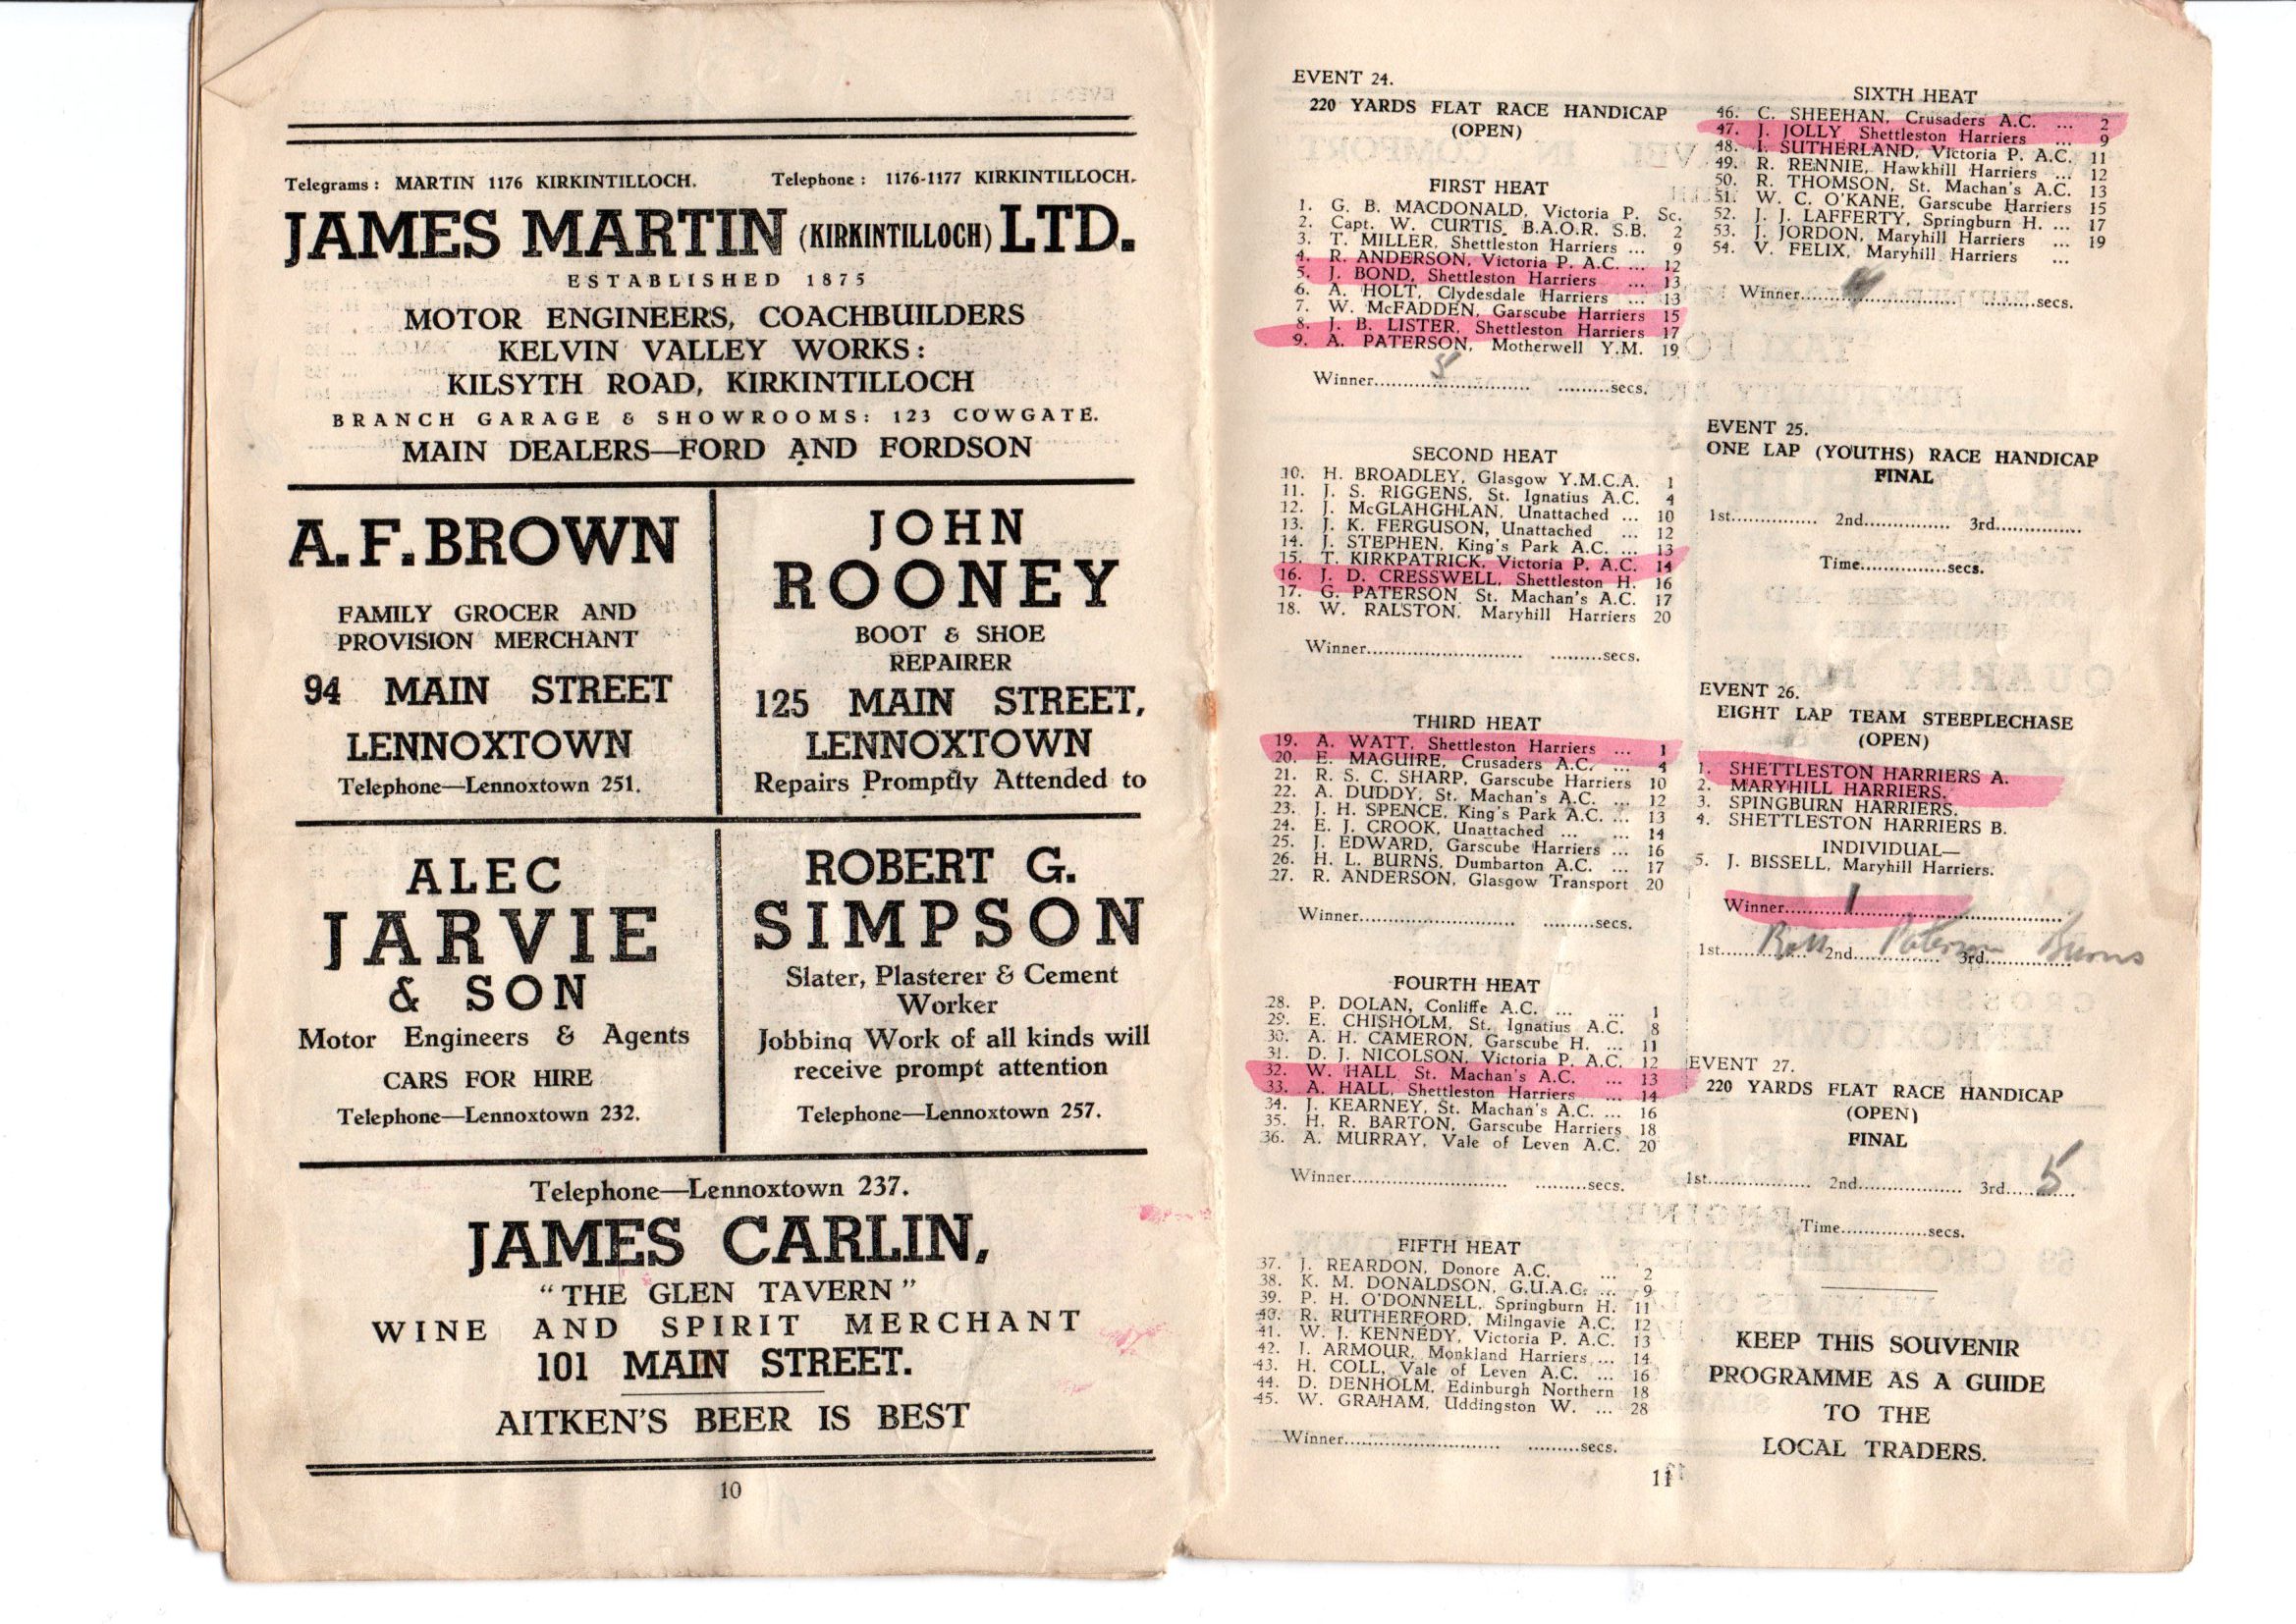 Telegrams: MARTIN 1176 KIRKINTILLOCH. Telephone: 1176-1177 KIRKINTILLOCH.
JAMES MARTIN (KIRKINTILLOCH) LTD.
ESTABLISHED 1875
MOTOR ENGINEERS, COACHBUILDERS
KELVIN VALLEY WORKS:
KILSYTH ROAD, KIRKINTILLOCH
BRANCH GARAGE & SHOWROOMS: 123 COWGATE.
MAIN DEALERS—FORD AND FORDSON
A. F. BROWN
FAMILY GROCER AND
PROVISION MERCHANT
94 MAIN STREET
LENNOXTOWN
Telephone—Lennoxtown 251.
JOHN
ROONEY
BOOT & SHOE
REPAIRER
125 MAIN STREET,
LENNOXTOWN
Repairs Promptly Attended to
ALEC
JARVIE
& SON
Motor Engineers & Agents
CARS FOR HIRE
Telephone—Lennoxtown 232.
ROBERT G.
SIMPSON
Slater, Plasterer & Cement
Worker
Jobbing Work of all kinds will
receive prompt attention
Telephone—Lennoxtown 257.
Telephone—Lennoxtown 237.
JAMES CARLIN,
"THE GLEN TAVERN"
WINE AND SPIRIT MERCHANT
101 MAIN STREET.
AITKEN'S BEER IS BEST
10
EVENT 24.
220 YARDS FLAT RACE HANDICAP
(OPEN)
FIRST HEAT
1. G. B. MACDONALD, Victoria P. Sc.
2. Capt. W. CURTIS, B.A.O.R. S.B. 2
3. T. MILLER, Shettleston Harriers ... 9
4. R. ANDERSON, Victoria P. A.C. ... 12
5. J. BOND, Shettleston Harriers ... 13
6. A. HOLT, Clydesdale Harriers ... 13
7. W. McFADDEN, Garscube Harriers 15
8. J. B. LISTER, Shettleston Harriers 17
9. A. PATERSON, Motherwell Y.M. 19
Winner........5........ .........secs.
SECOND HEAT
10. H. BROADLEY, Glasgow Y.M.C.A. 1
11. J. S. RIGGENS, St. Ignatius A.C. 4
12. J. McGLAHGHLAN, Unattached ... 10
13. J. K. FERGUSON, Unattached ... 12
14. J. STEPHEN, King's Park A.C. ... 13
15. T. KIRKPATRICK, Victoria P. A.C. 14
16. J. D. CRESSWELL, Shettleston H. 16
17. G. PATERSON, St. Machan's A.C. 17
18. W. RALSTON, Maryhill Harriers 20
Winner............................ .........secs.
THIRD HEAT
19. A. WATT, Shettleston Harriers ... 1
20. E. MAGUIRE, Crusaders A.C. ... 4
21. R. S. C. SHARP, Garscube Harriers 10
22. A. DUDDY, St. Machan's A.C. ... 12
23. J. H. SPENCE, King's Park A.C. ... 13
24. E. J. CROOK, Unattached ... ... 14
25. J. EDWARD, Garscube Harriers ... 16
26. H. L. BURNS, Dumbarton A.C. ... 17
27. R. ANDERSON, Glasgow Transport 20
Winner............................ .........secs.
FOURTH HEAT
28. P. DOLAN, Conliffe A.C. ... ... 1
29. E. CHISHOLM, St. Ignatius A.C. 8
30. A. H. CAMERON, Garscube H. ... 11
31. D. J. NICOLSON, Victoria P. A.C. 12
32. W. HALL St. Machan's A.C. ... 13
33. A. HALL, Shettleston Harriers ... 14
34. J. KEARNEY, St. Machan's A.C. ... 16
35. H. R. BARTON, Garscube Harriers 18
36. A. MURRAY, Vale of Leven A.C. 20
Winner............................ .........secs.
FIFTH HEAT
37. J. REARDON, Donore A.C. ... 2
38. K. M. DONALDSON, G.U.A.C. ... 9
39. P. H. O'DONNELL, Springburn H. 11
40. R. RUTHERFORD, Milngavie A.C. 12
41. W. J. KENNEDY, Victoria P. A.C. 13
42. J. ARMOUR, Monkland Harriers ... 14
43. H. COLL, Vale of Leven A.C. ... 16
44. D. DENHOLM, Edinburgh Northern 18
45. W. GRAHAM, Uddingston W. ... 28
Winner............................ .........secs.
SIXTH HEAT
46. C. SHEEHAN, Crusaders A.C. ... 2
47. J. JOLLY Shettleston Harriers ... 9
48. I. SUTHERLAND, Victoria P. A.C. 11
49. R. RENNIE, Hawkhill Harriers ... 12
50. R. THOMSON, St. Machan's A.C. 13
51. W. C. O'KANE, Garscube Harriers 15
52. J. J. LAFFERTY, Springburn H. ... 17
53. J. JORDON, Maryhill Harriers ... 19
54. V. FELIX, Maryhill Harriers ...
Winner............................ .........secs.
EVENT 25.
ONE LAP (YOUTHS) RACE HANDICAP
FINAL
1st............... 2nd............... 3rd...............
Time...............secs.
EVENT 26.
EIGHT LAP TEAM STEEPLECHASE
(OPEN)
1. SHETTLESTON HARRIERS A.
2. MARYHILL HARRIERS.
3. SPINGBURN HARRIERS.
4. SHETTLESTON HARRIERS B.
INDIVIDUAL—
5. J. BISSELL, Maryhill Harriers.
Winner...........1...........
1st........ 2nd.... Paterson 3rd.... Burns
EVENT 27.
220 YARDS FLAT RACE HANDICAP
(OPEN)
FINAL
1st............... 2nd............... 3rd.....5.....
Time...............secs.
KEEP THIS SOUVENIR
PROGRAMME AS A GUIDE
TO THE
LOCAL TRADERS.
11